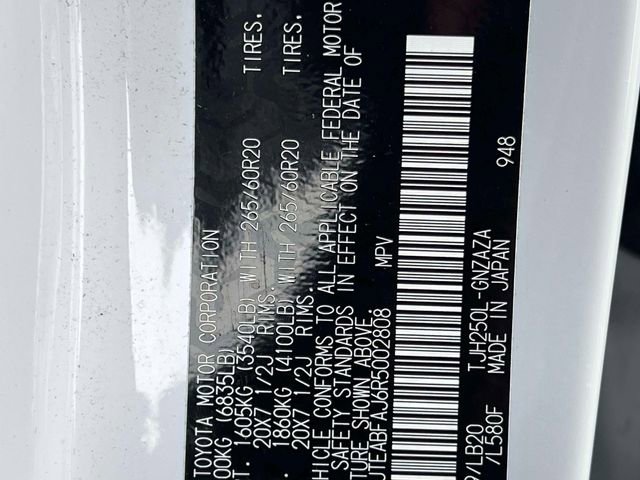 TOYOTA MOTOR CORPORATION
00KG (6835LB)
T. 1605KG (3540LB) WITH 265/60R20 TIRES,
20X7 1/2J RIMS.
1860KG (4100LB) WITH 265/60R20 TIRES,
20X7 1/2J RIMS.
HICLE CONFORMS TO ALL APPLICABLE FEDERAL MOTOR
SAFETY STANDARDS IN EFFECT ON THE DATE OF
TURE SHOWN ABOVE.
JTEABFAJ6R5002808 MPV
9/LB20 TJH250L-GNZAZA
/L580F MADE IN JAPAN
948